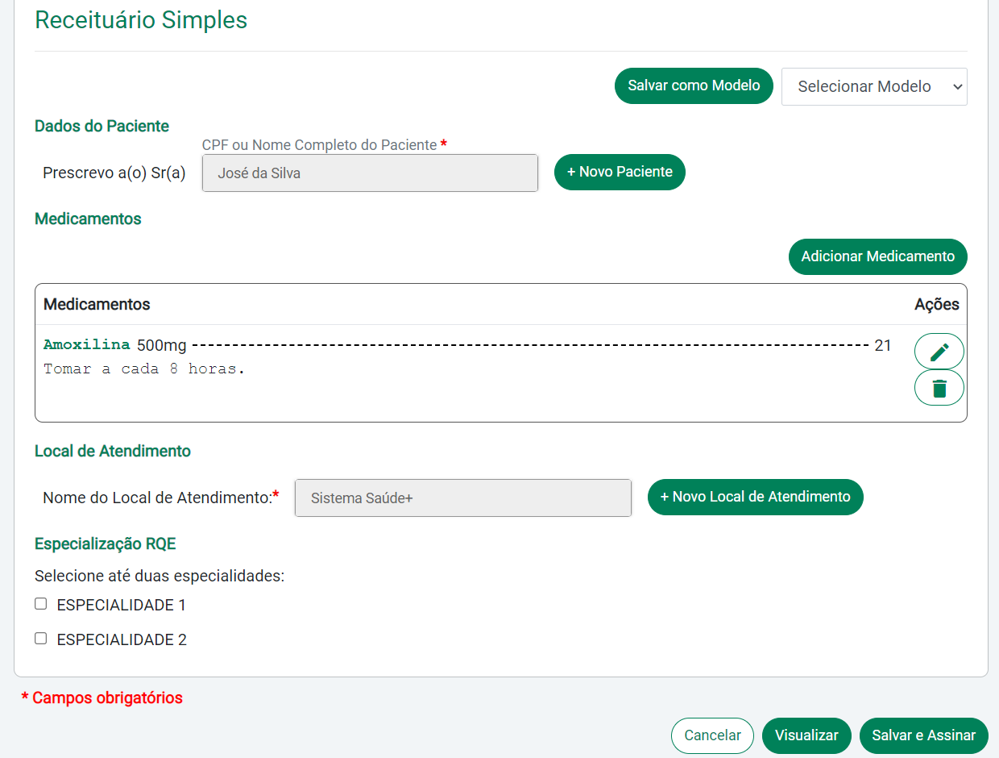 Receituário Simples
Salvar como Modelo Selecionar Modelo
Dados do Paciente
CPF ou Nome Completo do Paciente *
Prescrevo a(o) Sr(a) José da Silva + Novo Paciente
Medicamentos
Adicionar Medicamento
Medicamentos Ações
Amoxilina 500mg 21
Tomar a cada 8 horas.
Local de Atendimento
Nome do Local de Atendimento:* Sistema Saúde+ + Novo Local de Atendimento
Especialização RQE
Selecione até duas especialidades:
ESPECIALIDADE 1
ESPECIALIDADE 2
* Campos obrigatórios
Cancelar Visualizar Salvar e Assinar